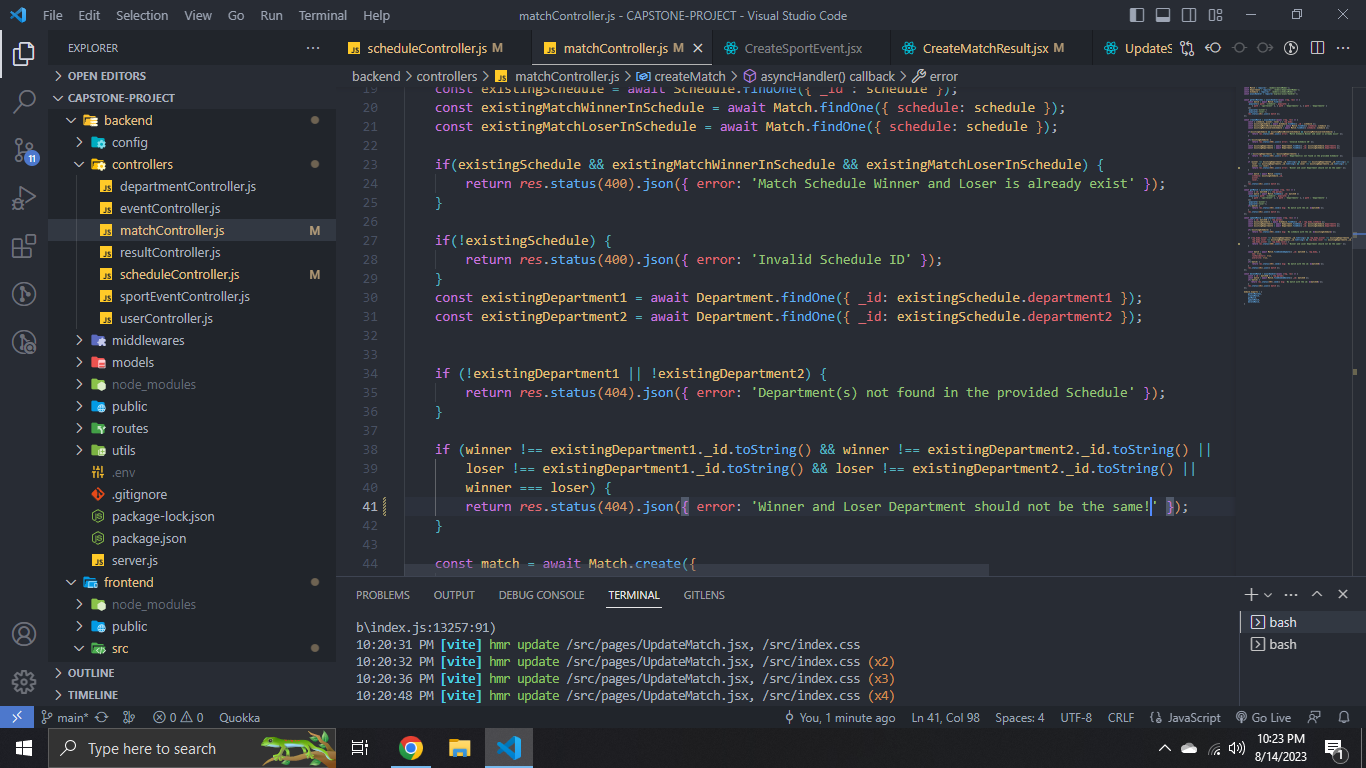 File Edit Selection View Go Run Terminal Help matchController.js - CAPSTONE-PROJECT - Visual Studio Code
EXPLORER
scheduleController.js M matchController.js M CreateSportEvent.jsx CreateMatchResult.jsx M UpdateS
backend > controllers > matchController.js > createMatch > asyncHandler() callback > error
OPEN EDITORS
CAPSTONE-PROJECT
backend
config
controllers
departmentController.js
eventController.js
matchController.js M
resultController.js
scheduleController.js M
sportEventController.js
userController.js
middlewares
models
node_modules
public
routes
utils
.env
.gitignore
package-lock.json
package.json
server.js
frontend
node_modules
public
src
OUTLINE
TIMELINE
11
19 const existingSchedule = await Schedule.findOne({ _id : schedule });
20 const existingMatchWinnerInSchedule = await Match.findOne({ schedule: schedule });
21 const existingMatchLoserInSchedule = await Match.findOne({ schedule: schedule });
22
23 if(existingSchedule && existingMatchWinnerInSchedule && existingMatchLoserInSchedule) {
24 return res.status(400).json({ error: 'Match Schedule Winner and Loser is already exist' });
25 }
26
27 if(!existingSchedule) {
28 return res.status(400).json({ error: 'Invalid Schedule ID' });
29 }
30 const existingDepartment1 = await Department.findOne({ _id: existingSchedule.department1 });
31 const existingDepartment2 = await Department.findOne({ _id: existingSchedule.department2 });
32
33
34 if (!existingDepartment1 || !existingDepartment2) {
35 return res.status(404).json({ error: 'Department(s) not found in the provided Schedule' });
36 }
37
38 if (winner !== existingDepartment1._id.toString() && winner !== existingDepartment2._id.toString() ||
39 loser !== existingDepartment1._id.toString() && loser !== existingDepartment2._id.toString() ||
40 winner === loser) {
41 return res.status(404).json({ error: 'Winner and Loser Department should not be the same!' });
42 }
43
44 const match = await Match.create({
PROBLEMS OUTPUT DEBUG CONSOLE TERMINAL GITLENS
b\index.js:13257:91)
10:20:31 PM [vite] hmr update /src/pages/UpdateMatch.jsx, /src/index.css
10:20:32 PM [vite] hmr update /src/pages/UpdateMatch.jsx, /src/index.css (x2)
10:20:36 PM [vite] hmr update /src/pages/UpdateMatch.jsx, /src/index.css (x3)
10:20:48 PM [vite] hmr update /src/pages/UpdateMatch.jsx, /src/index.css (x4)
bash
bash
main* 0 0 Quokka You, 1 minute ago Ln 41, Col 98 Spaces: 4 UTF-8 CRLF JavaScript Go Live
Type here to search
10:23 PM
8/14/2023
1